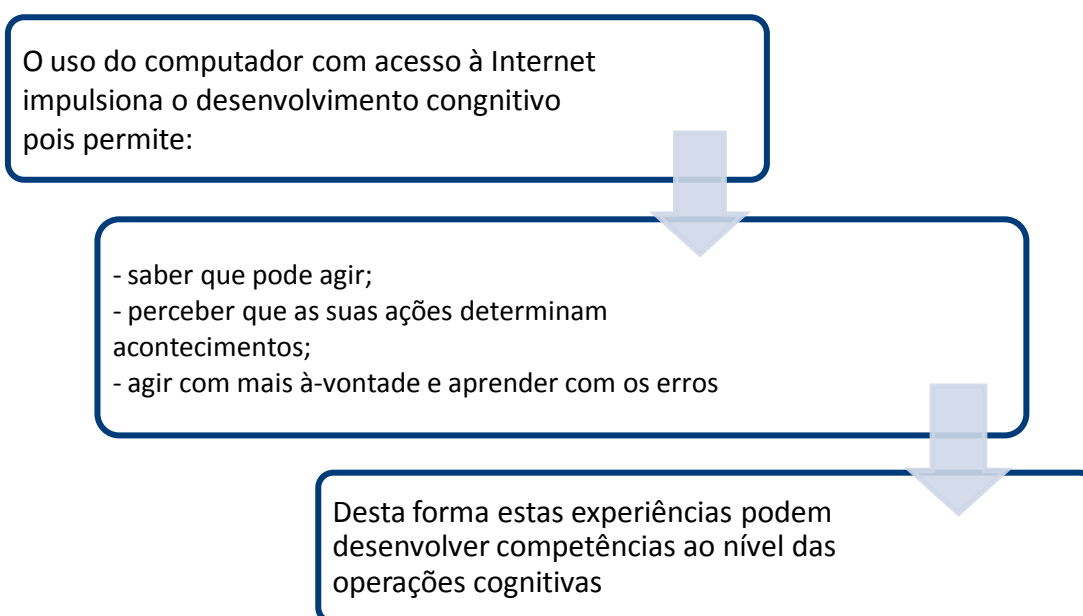 O uso do computador com acesso à Internet
impulsiona o desenvolvimento congnitivo
pois permite:
- saber que pode agir;
- perceber que as suas ações determinam
acontecimentos;
- agir com mais à-vontade e aprender com os erros
Desta forma estas experiências podem
desenvolver competências ao nível das
operações cognitivas